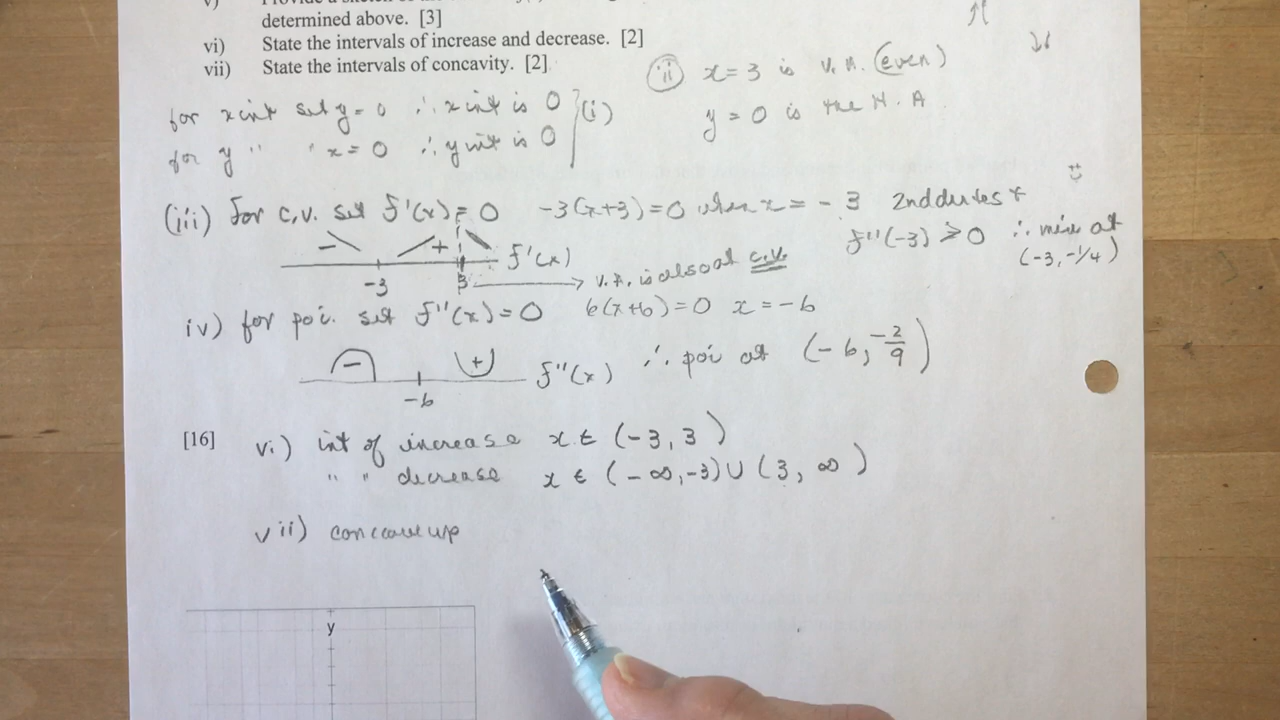 determined above. [3]
vi) State the intervals of increase and decrease. [2]
vii) State the intervals of concavity. [2]
(ii) x = 3 is V.A. (even)
y = 0 is the H.A
for x int set y = 0 ∴ x int is 0 (i)
for y " " x = 0 ∴ y int is 0
(iii) for c.v. set f'(x) = 0 -3(x+3) = 0 when x = -3 2nd
f''(-3) > 0 ∴ min at
(-3, -1/4)
- + f'(x)
-3 3 → V.A. is also at c.v.
iv) for poi. set f''(x) = 0 6(x+6) = 0 x = -6
- + f''(x) ∴ poi at (-6, -2/9)
-6
[16] vi.) int of increase x ∈ (-3, 3)
" " decrease x ∈ (-∞, -3) ∪ (3, ∞)
vii) concave up
y